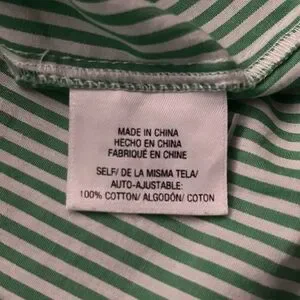 MADE IN CHINA
HECHO EN CHINA
FABRIQUÉ EN CHINE
SELF/ DE LA MISMA TELA/
AUTO-AJUSTABLE:
100% COTTON/ ALGODÓN/ COTON